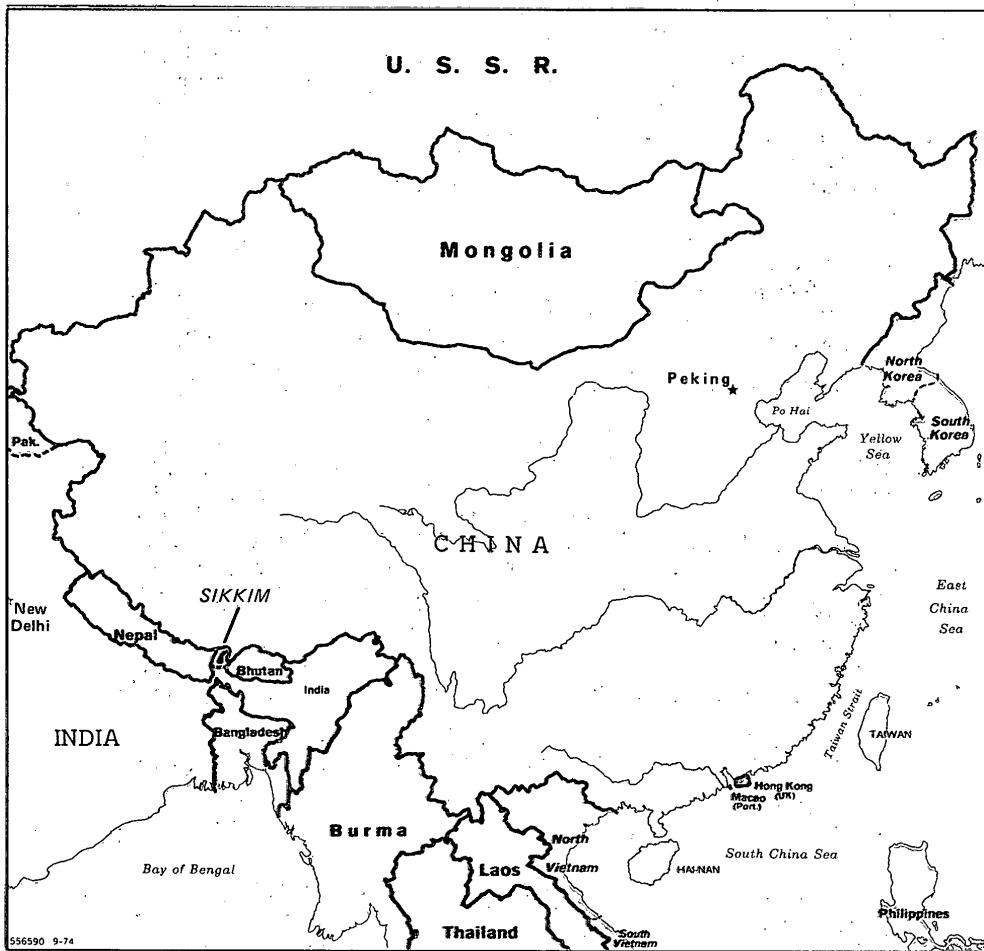 U. S. S. R.
Mongolia
Peking
North
Korea
Po Hai
South
Korea
Yellow
Sea
Pak.
CHINA
East
China
Sea
New
Delhi
SIKKIM
Nepal
Bhutan
India
INDIA
Bangladesh
Taiwan Strait
TAIWAN
Hong Kong
(UK)
Macao
(Port.)
Burma
North
Vietnam
Laos
South China Sea
HAI-NAN
Bay of Bengal
Philippines
Thailand
South
Vietnam
556590 9-74